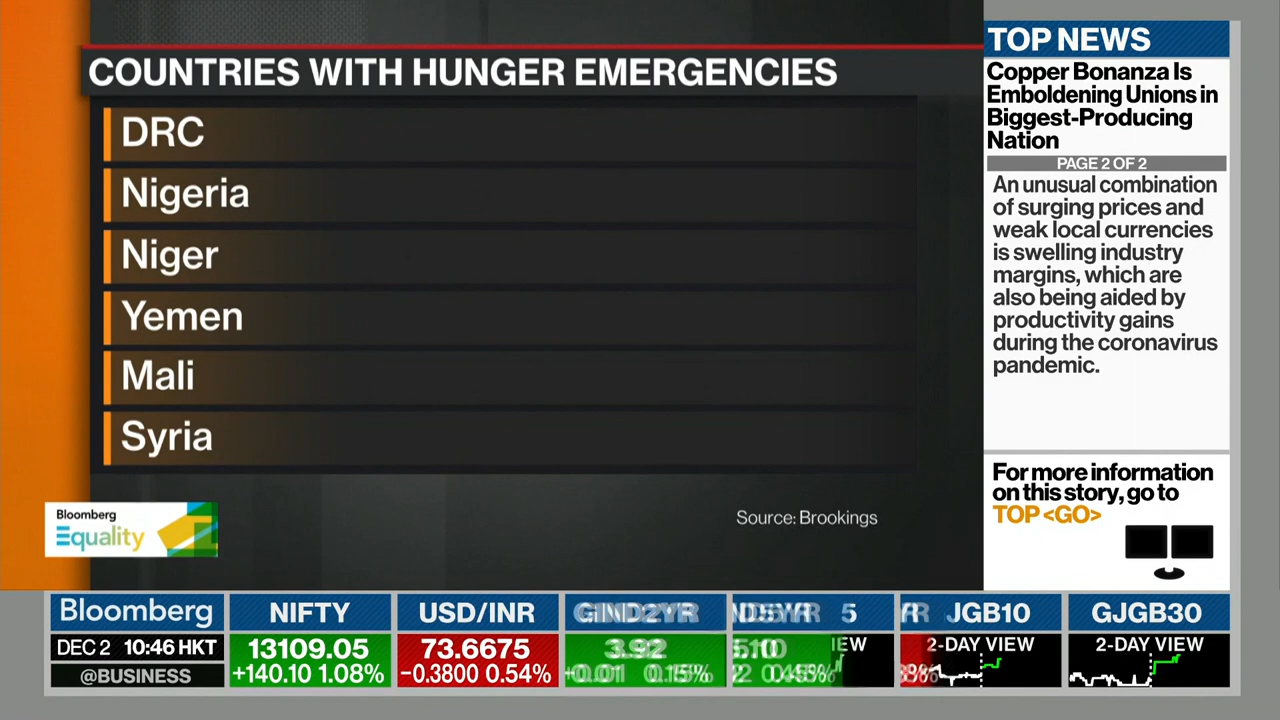 COUNTRIES WITH HUNGER EMERGENCIES
DRC
Nigeria
Niger
Yemen
Mali
Syria
Source: Brookings
Bloomberg
Equality
TOP NEWS
Copper Bonanza Is
Emboldening Unions in
Biggest-Producing
Nation
PAGE 2 OF 2
An unusual combination
of surging prices and
weak local currencies
is swelling industry
margins, which are
also being aided by
productivity gains
during the coronavirus
pandemic.
For more information
on this story, go to
TOP <GO>
Bloomberg
DEC 2 10:46 HKT
@BUSINESS
NIFTY
13109.05
+140.10 1.08%
USD/INR
73.6675
−0.3800 0.54%
JGB10
2-DAY VIEW
GJGB30
2-DAY VIEW